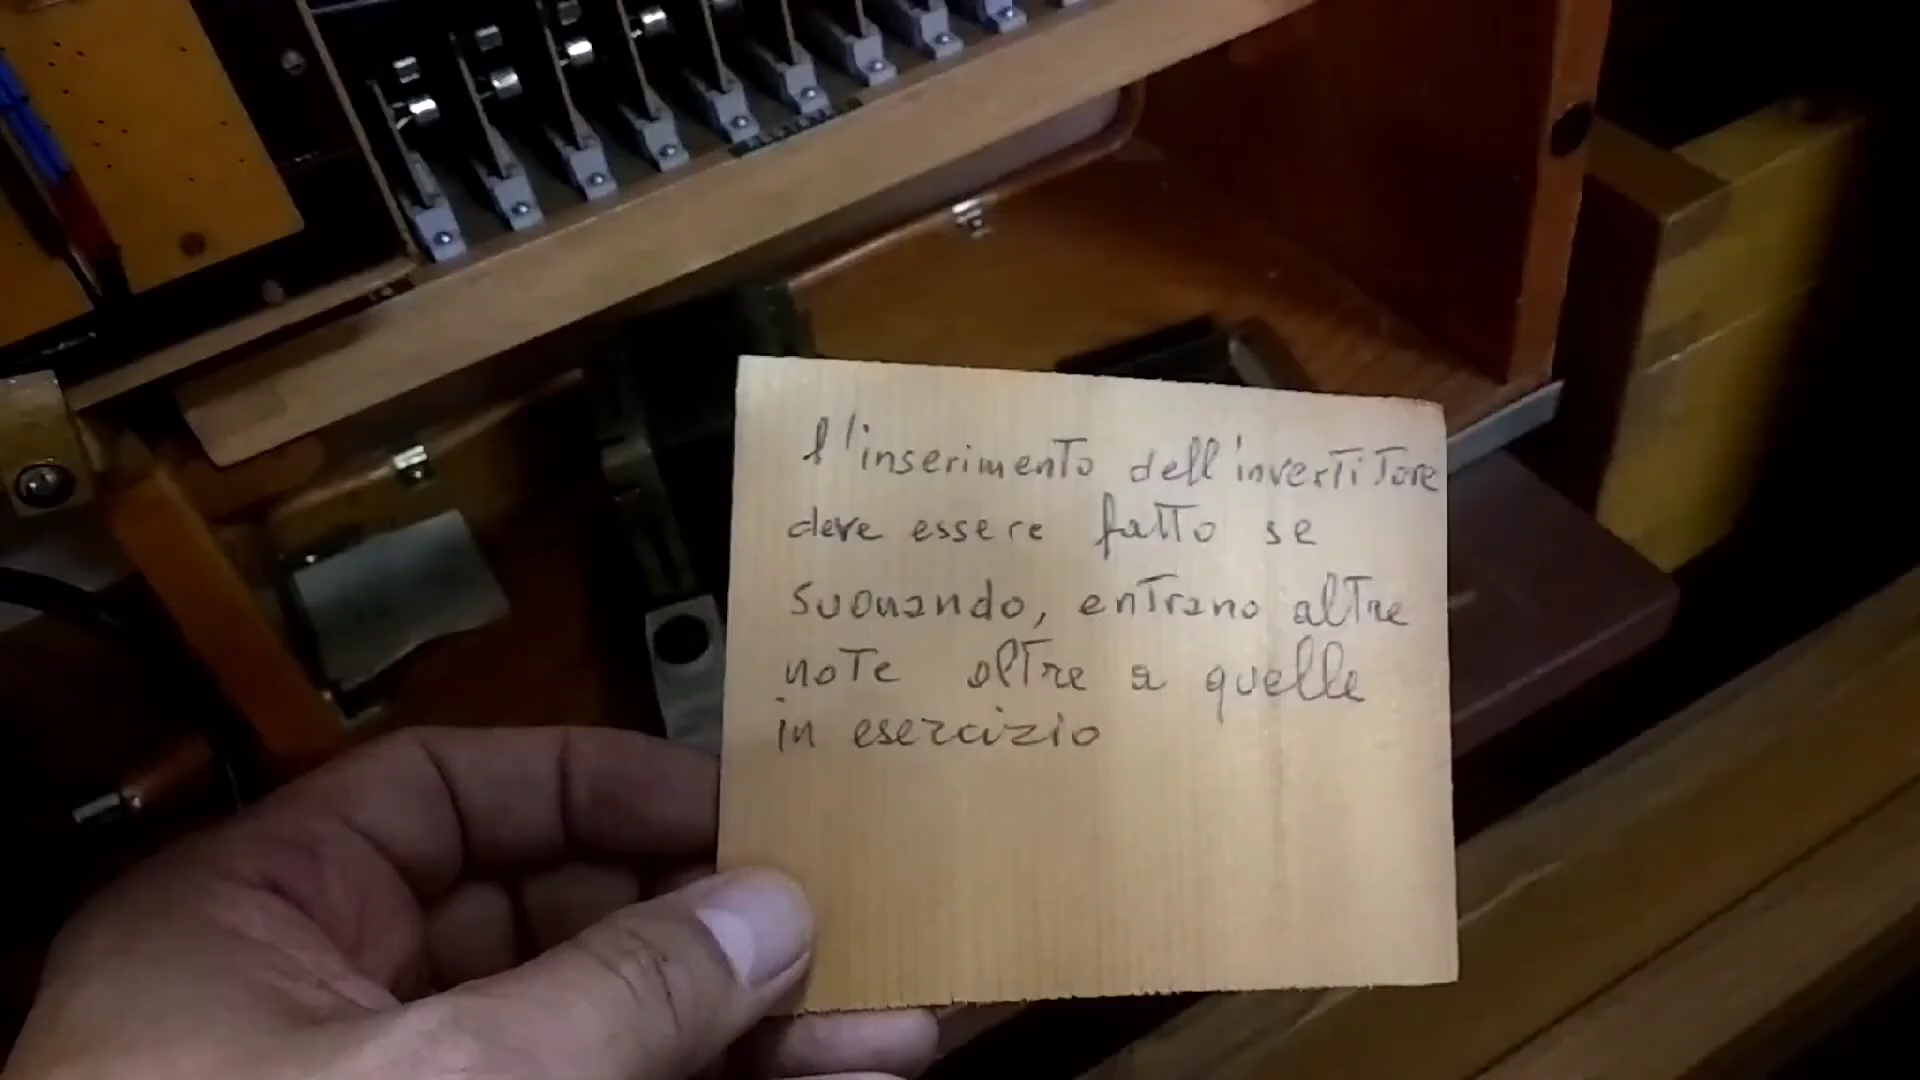 l'inserimento dell'invertitore
deve essere fatto se
suonando, entrano altre
note oltre a quelle
in esercizio